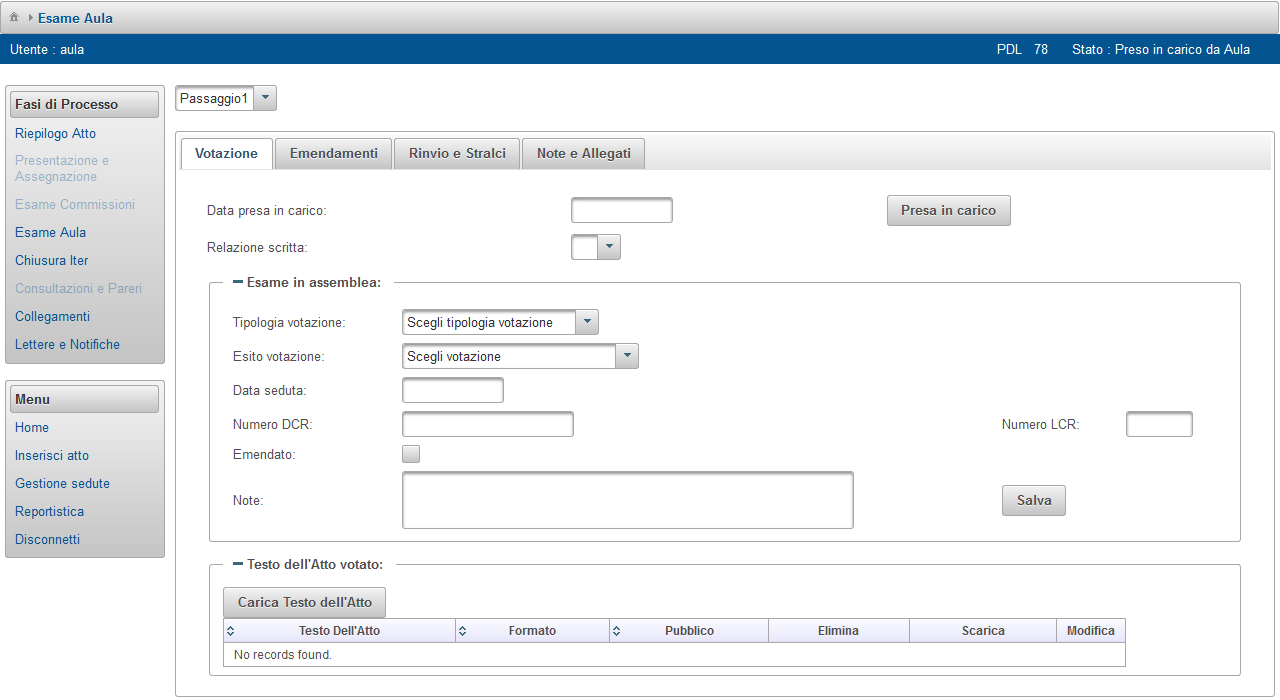 Esame Aula
Utente : aula PDL 78 Stato : Preso in carico da Aula
Fasi di Processo
Riepilogo Atto
Presentazione e
Assegnazione
Esame Commissioni
Esame Aula
Chiusura Iter
Consultazioni e Pareri
Collegamenti
Lettere e Notifiche
Menu
Home
Inserisci atto
Gestione sedute
Reportistica
Disconnetti
Passaggio1
Votazione Emendamenti Rinvio e Stralci Note e Allegati
Data presa in carico: Presa in carico
Relazione scritta:
Esame in assemblea:
Tipologia votazione: Scegli tipologia votazione
Esito votazione: Scegli votazione
Data seduta:
Numero DCR: Numero LCR:
Emendato:
Note: Salva
Testo dell'Atto votato:
Carica Testo dell'Atto
Testo Dell'Atto Formato Pubblico Elimina Scarica Modifica
No records found.